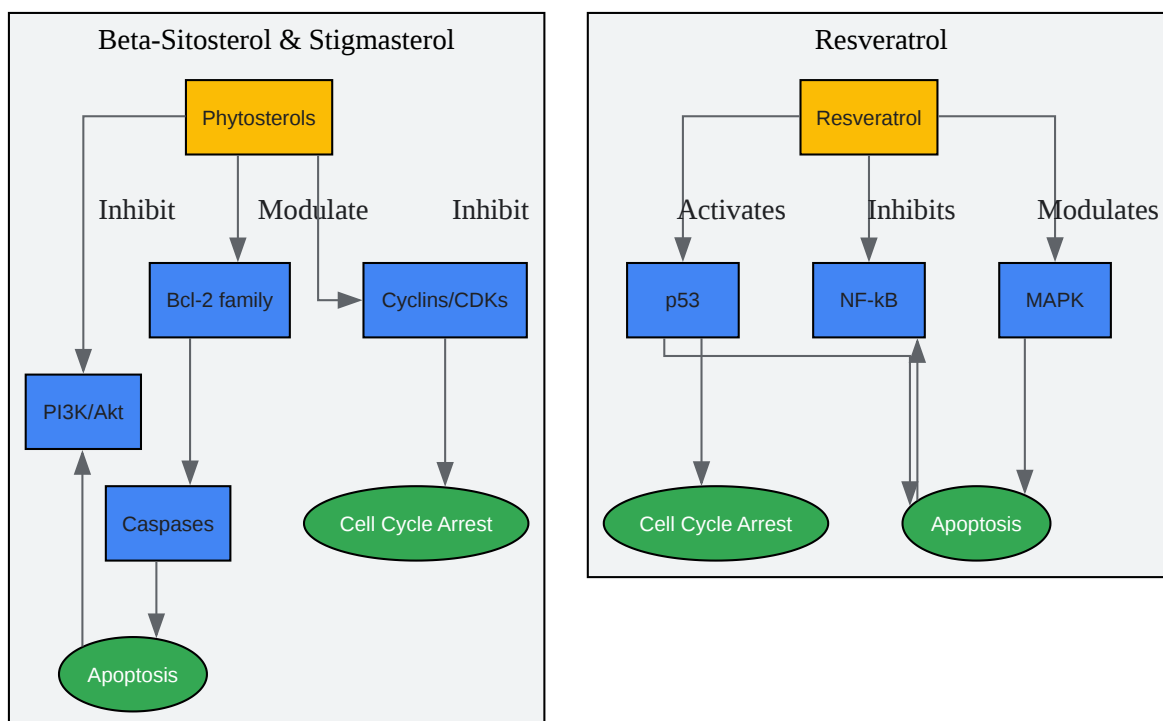 Beta-Sitosterol & Stigmasterol
Phytosterols
Inhibit
Modulate
Inhibit
Bcl-2 family
Cyclins/CDKs
PI3K/Akt
Caspases
Cell Cycle Arrest
Apoptosis
Resveratrol
Resveratrol
Activates
Inhibits
Modulates
p53
NF-kB
MAPK
Cell Cycle Arrest
Apoptosis